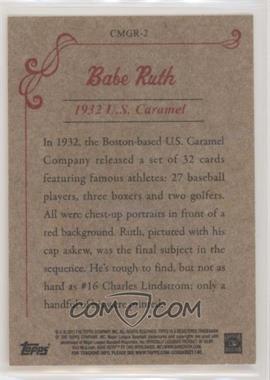 CMGR-2
Babe Ruth
1932 U.S. Caramel
In 1932, the Boston-based U.S. Caramel
Company released a set of 32 cards
featuring famous athletes: 27 baseball
players, three boxers and two golfers.
All were chest-up portraits in front of a
red background. Ruth, pictured with his
cap askew, was the final subject in the
sequence. He's tough to find, but not as
hard as #16 Charles Lindstrom; only a
handful
COMC
TOPPS